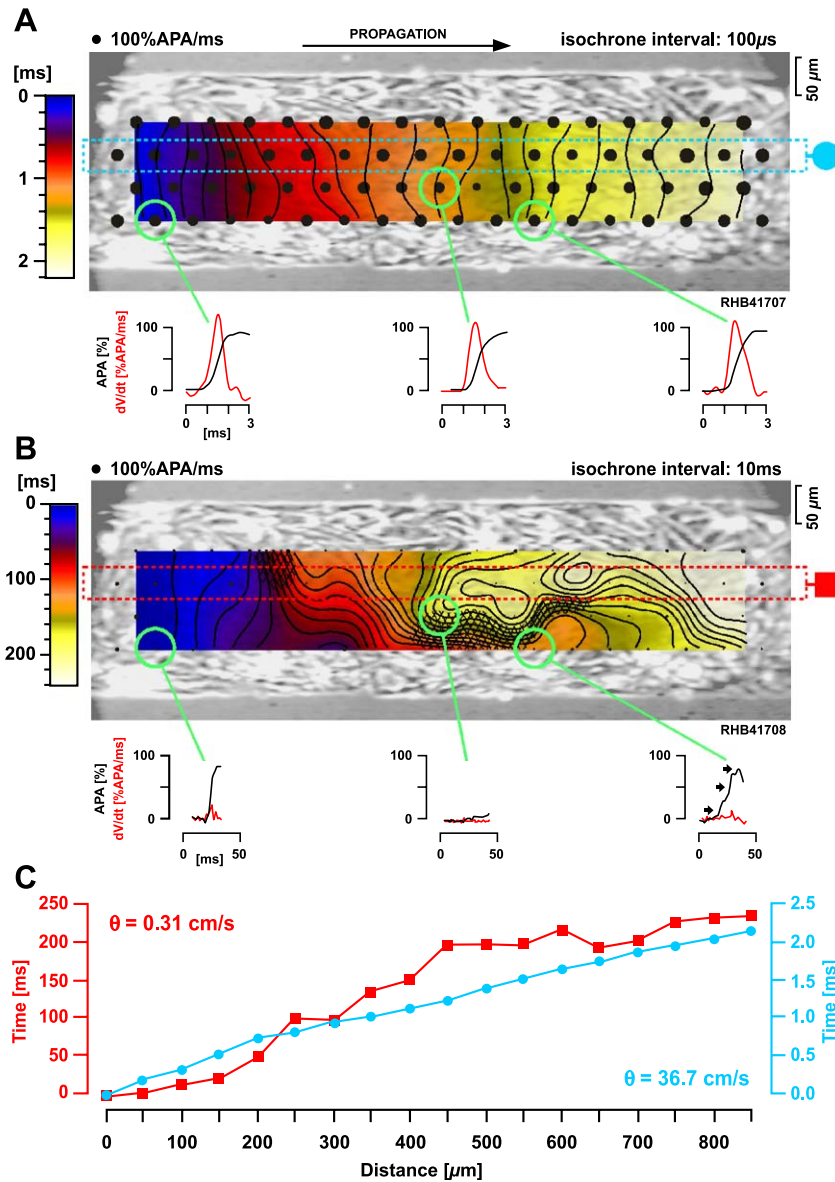 A
100%APA/ms
PROPAGATION
isochrone interval: 100µs
[ms]
0
1
2
50 µm
RHB41707
APA [%]
dV/dt [%APA/ms]
100
0
0 3
[ms]
100
0
0 3
100
0
0 3
B
100%APA/ms
isochrone interval: 10ms
[ms]
0
100
200
50 µm
RHB41708
APA [%]
dV/dt [%APA/ms]
100
0
0 50
[ms]
100
0
0 50
100
0
0 50
C
250
200
150
100
50
0
Time [ms]
θ = 0.31 cm/s
2.5
2.0
1.5
1.0
0.5
0.0
Time [ms]
θ = 36.7 cm/s
0 100 200 300 400 500 600 700 800
Distance [µm]